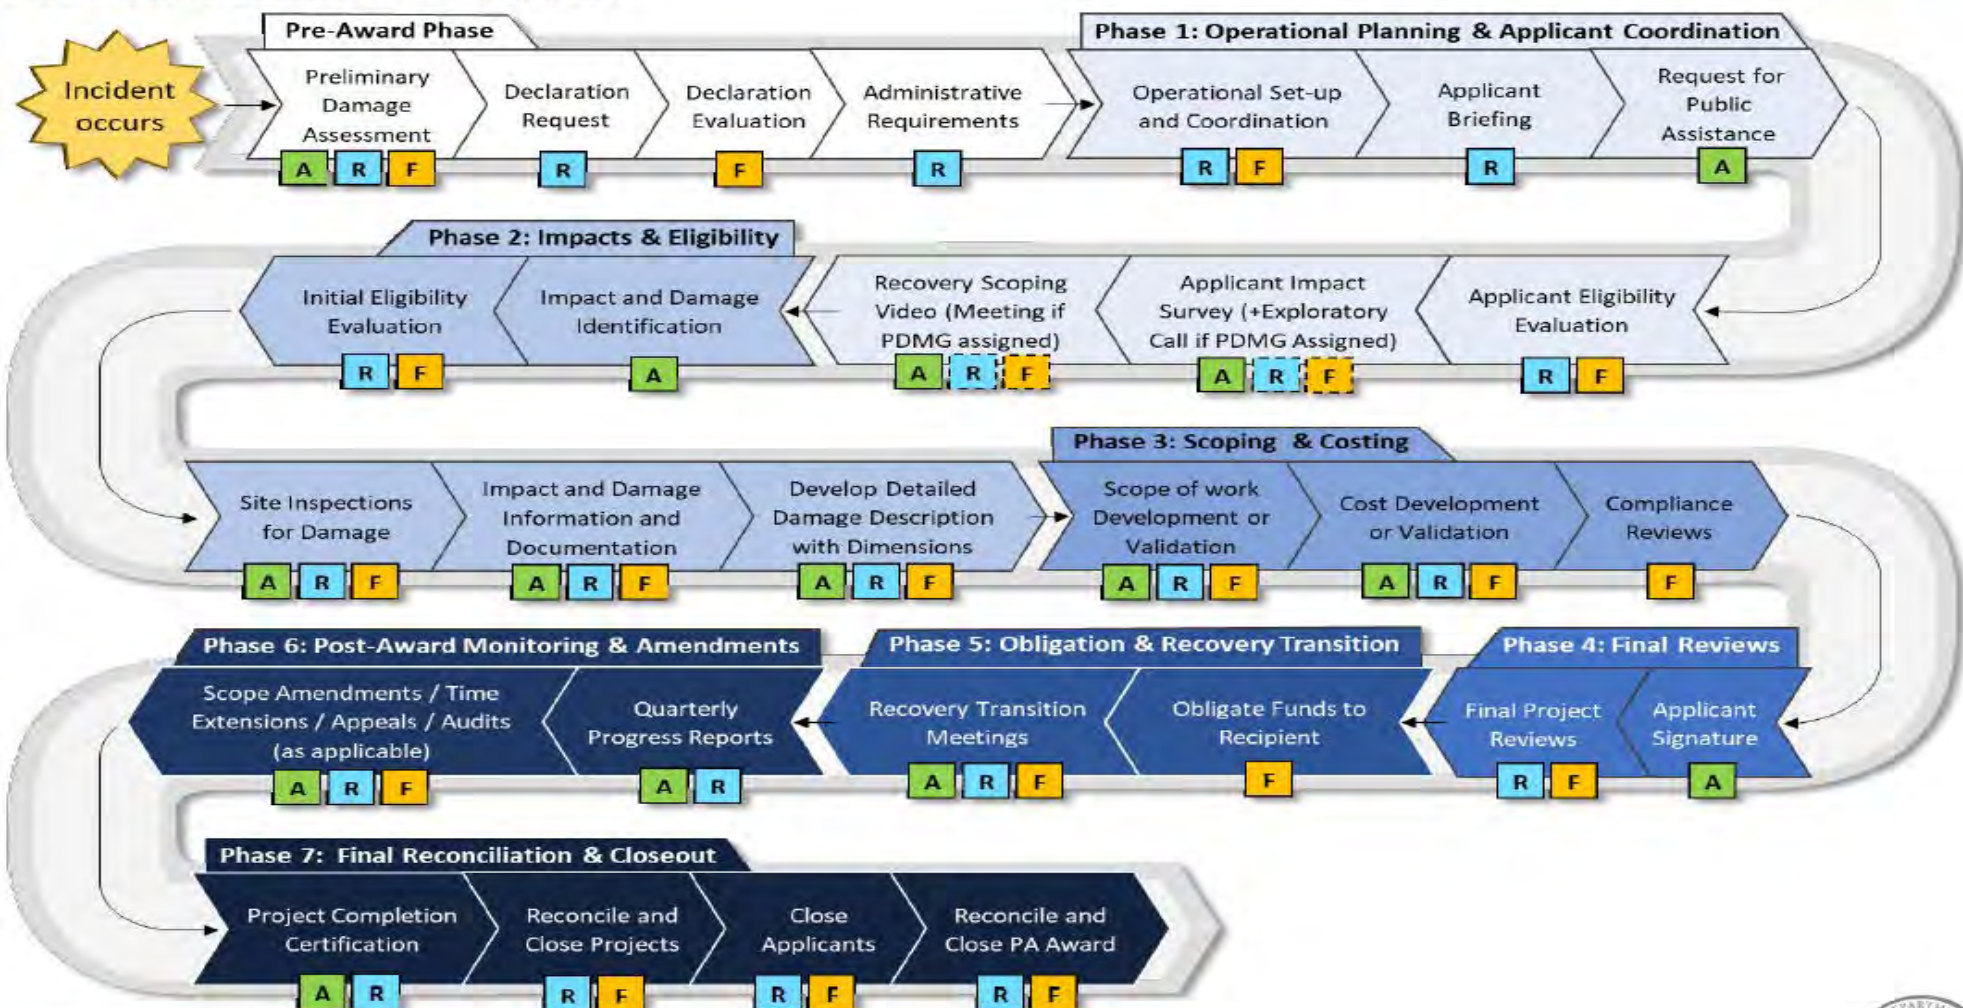 Pre-Award Phase
Phase 1: Operational Planning & Applicant Coordination
Incident
occurs
Preliminary
Damage
Assessment
A R F
Declaration
Request
R
Declaration
Evaluation
F
Administrative
Requirements
R
Operational Set-up
and Coordination
R F
Applicant
Briefing
R
Request for
Public
Assistance
A
Applicant Eligibility
Evaluation
R F
Applicant Impact
Survey (+Exploratory
Call if PDMG Assigned)
A R F
Recovery Scoping
Video (Meeting if
PDMG assigned)
A R F
Phase 2: Impacts & Eligibility
Impact and Damage
Identification
A
Initial Eligibility
Evaluation
R F
Site Inspections
for Damage
A R F
Impact and Damage
Information and
Documentation
A R F
Develop Detailed
Damage Description
with Dimensions
A R F
Phase 3: Scoping & Costing
Scope of work
Development or
Validation
A R F
Cost Development
or Validation
A R F
Compliance
Reviews
F
Phase 4: Final Reviews
Applicant
Signature
A
Final Project
Reviews
R F
Phase 5: Obligation & Recovery Transition
Obligate Funds to
Recipient
F
Recovery Transition
Meetings
A R F
Phase 6: Post-Award Monitoring & Amendments
Quarterly
Progress Reports
A R
Scope Amendments / Time
Extensions / Appeals / Audits
(as applicable)
A R F
Phase 7: Final Reconciliation & Closeout
Project Completion
Certification
A R
Reconcile and
Close Projects
R F
Close
Applicants
R F
Reconcile and
Close PA Award
R F